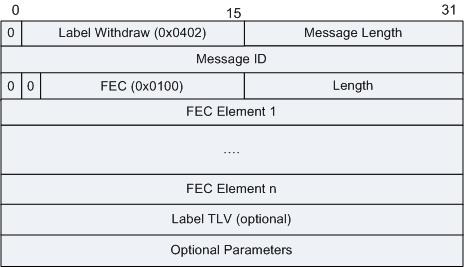 0 15 31
0 Label Withdraw (0x0402) Message Length
Message ID
0 0 FEC (0x0100) Length
FEC Element 1
....
FEC Element n
Label TLV (optional)
Optional Parameters